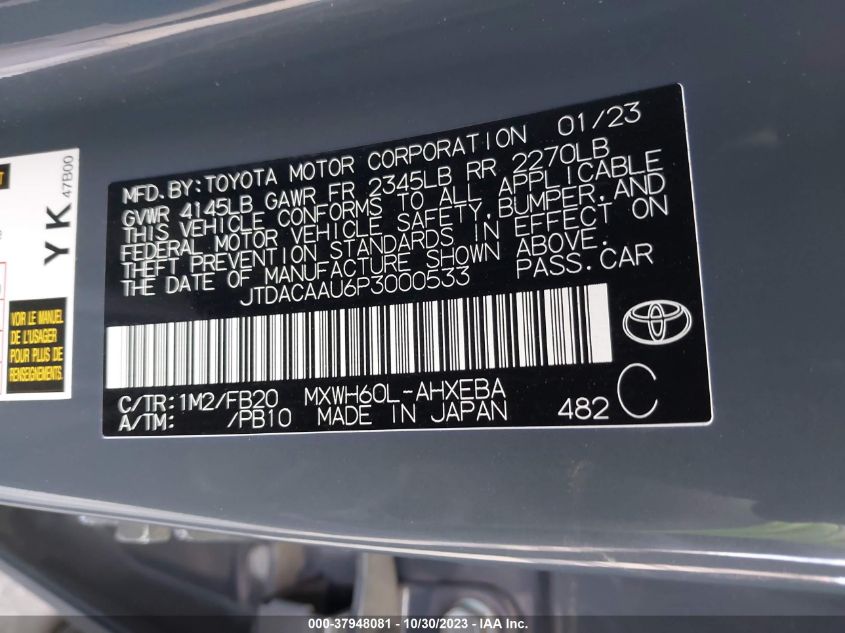 T
47B00
YK
VOIR LE MANUEL
DE L'USAGER
POUR PLUS DE
RENSEIGNEMENTS.
MFD.BY:TOYOTA MOTOR CORPORATION 01/23
GVWR 4145LB GAWR FR 2345LB RR 2270LB
THIS VEHICLE CONFORMS TO ALL APPLICABLE
FEDERAL MOTOR VEHICLE SAFETY,BUMPER,AND
THEFT PREVENTION STANDARDS IN EFFECT ON
THE DATE OF MANUFACTURE SHOWN ABOVE.
JTDACAAU6P3000533 PASS.CAR
C/TR:1M2/FB20 MXWH60L-AHXEBA
A/TM: /PB10 MADE IN JAPAN 482 C
000-37948081 - 10/30/2023 - IAA Inc.